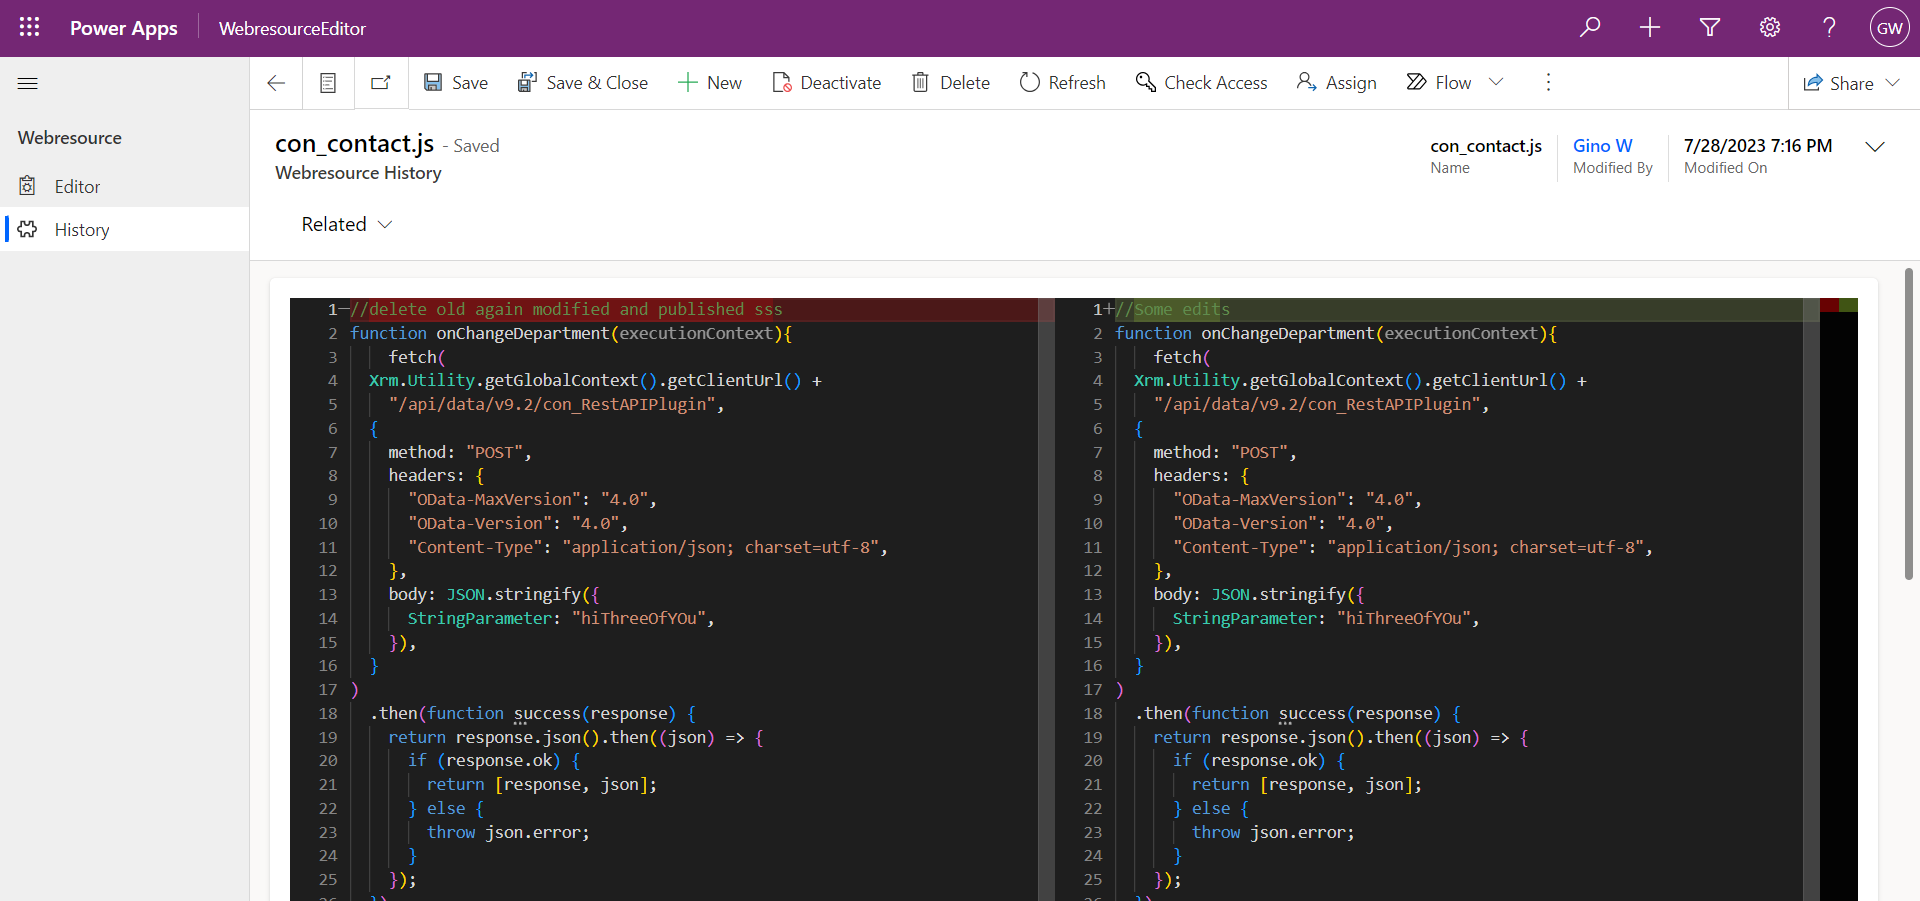 Power Apps WebresourceEditor GW
Save Save & Close New Deactivate Delete Refresh Check Access Assign Flow Share
Webresource
Editor
History
con_contact.js - Saved
Webresource History
con_contact.js
Name
Gino W
Modified By
7/28/2023 7:16 PM
Modified On
Related
1 //delete old again modified and published sss
2 function onChangeDepartment(executionContext){
3 fetch(
4 Xrm.Utility.getGlobalContext().getClientUrl() +
5 "/api/data/v9.2/con_RestAPIPlugin",
6 {
7 method: "POST",
8 headers: {
9 "OData-MaxVersion": "4.0",
10 "OData-Version": "4.0",
11 "Content-Type": "application/json; charset=utf-8",
12 },
13 body: JSON.stringify({
14 StringParameter: "hiThreeOfYOu",
15 }),
16 }
17 )
18 .then(function success(response) {
19 return response.json().then((json) => {
20 if (response.ok) {
21 return [response, json];
22 } else {
23 throw json.error;
24 }
25 });
1+//Some edits
2 function onChangeDepartment(executionContext){
3 fetch(
4 Xrm.Utility.getGlobalContext().getClientUrl() +
5 "/api/data/v9.2/con_RestAPIPlugin",
6 {
7 method: "POST",
8 headers: {
9 "OData-MaxVersion": "4.0",
10 "OData-Version": "4.0",
11 "Content-Type": "application/json; charset=utf-8",
12 },
13 body: JSON.stringify({
14 StringParameter: "hiThreeOfYOu",
15 }),
16 }
17 )
18 .then(function success(response) {
19 return response.json().then((json) => {
20 if (response.ok) {
21 return [response, json];
22 } else {
23 throw json.error;
24 }
25 });